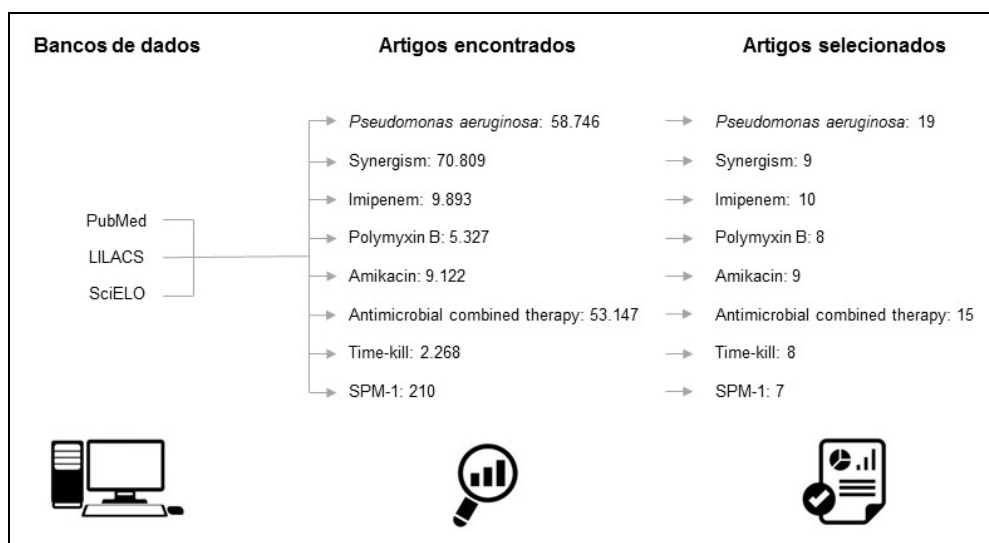 Bancos de dados
Artigos encontrados
Artigos selecionados
PubMed
LILACS
SciELO
Pseudomonas aeruginosa: 58.746
Synergism: 70.809
Imipenem: 9.893
Polymyxin B: 5.327
Amikacin: 9.122
Antimicrobial combined therapy: 53.147
Time-kill: 2.268
SPM-1: 210
Pseudomonas aeruginosa: 19
Synergism: 9
Imipenem: 10
Polymyxin B: 8
Amikacin: 9
Antimicrobial combined therapy: 15
Time-kill: 8
SPM-1: 7